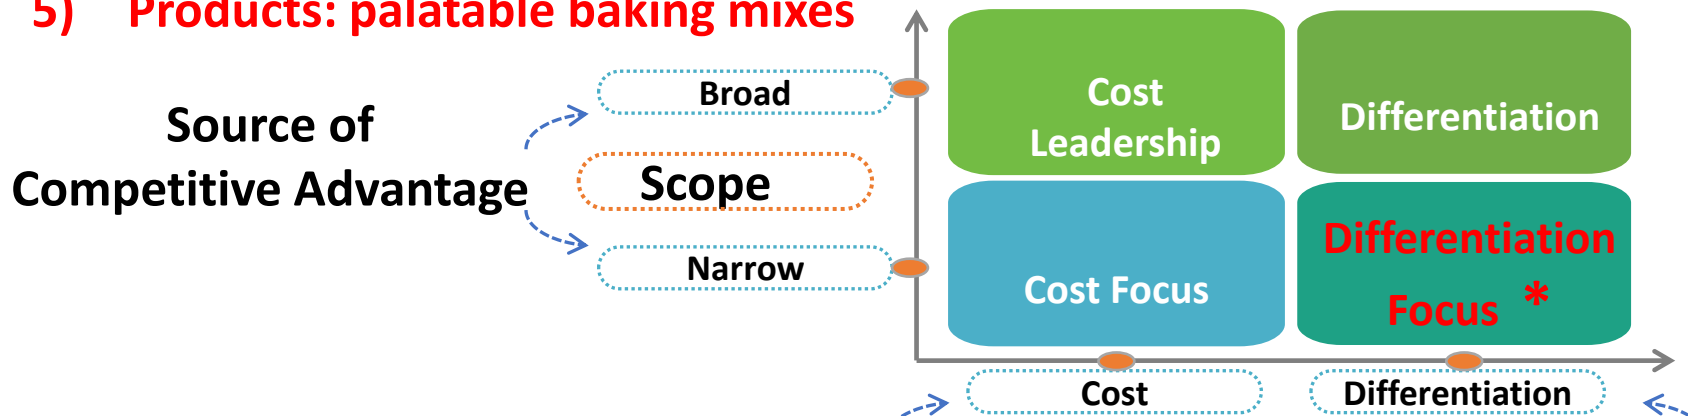 5) Products: palatable baking mixes
Source of
Competitive Advantage
Broad
Scope
Narrow
Cost
Leadership
Differentiation
Cost Focus
Differentiation
Focus *
Cost
Differentiation